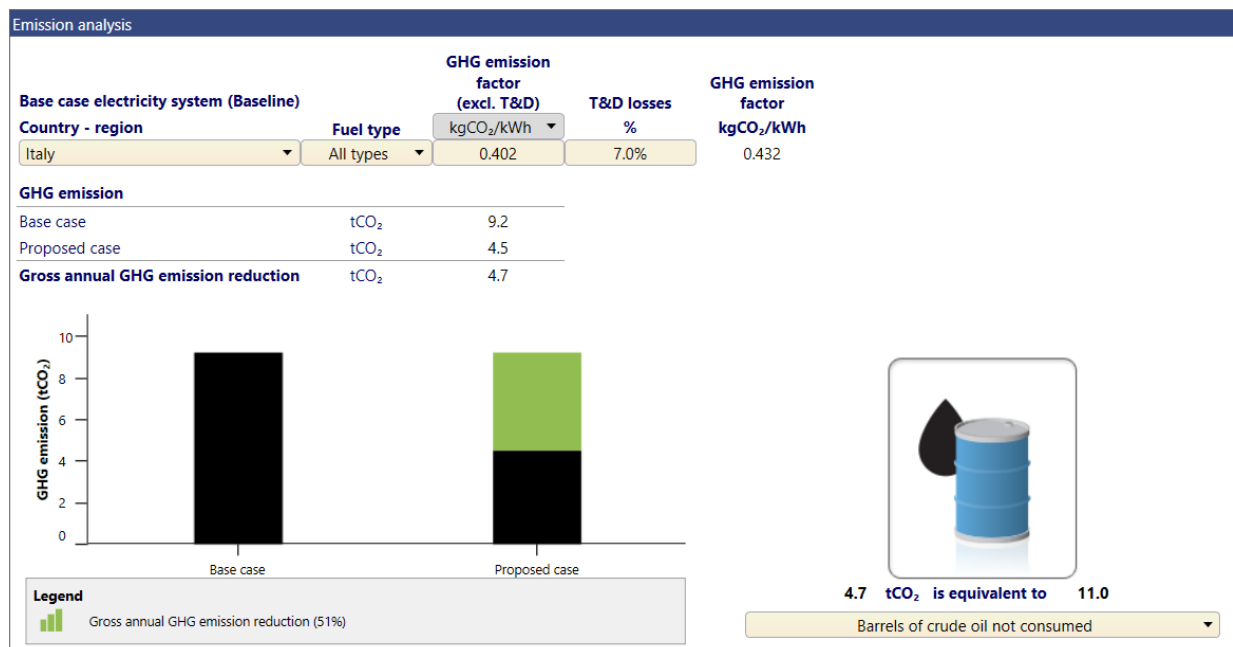 Emission analysis
GHG emission
factor
(excl. T&D)
GHG emission
factor
Base case electricity system (Baseline)
T&D losses
Country - region
Fuel type
kgCO₂/kWh
%
kgCO₂/kWh
Italy
All types
0.402
7.0%
0.432
GHG emission
Base case tCO₂ 9.2
Proposed case tCO₂ 4.5
Gross annual GHG emission reduction tCO₂ 4.7
GHG emission (tCO₂)
10
8
6
4
2
0
Base case
Proposed case
Legend
Gross annual GHG emission reduction (51%)
4.7 tCO₂ is equivalent to 11.0
Barrels of crude oil not consumed